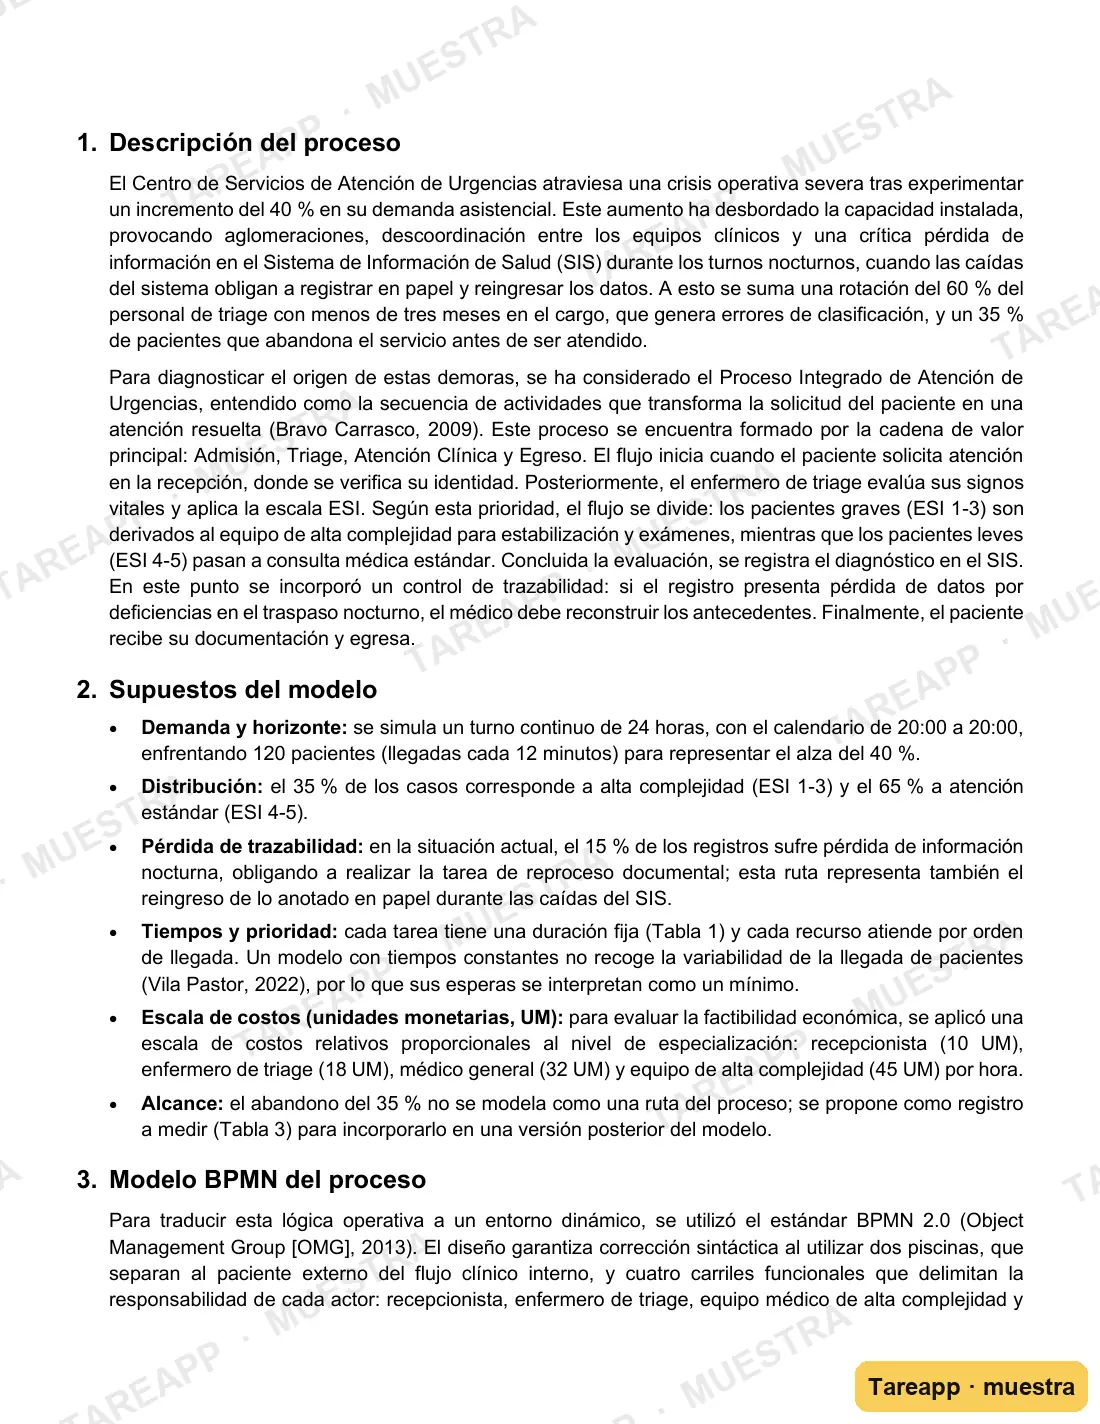 1. Descripción del proceso
El Centro de Servicios de Atención de Urgencias atraviesa una crisis operativa severa tras experimentar
un incremento del 40 % en su demanda asistencial. Este aumento ha desbordado la capacidad instalada,
provocando aglomeraciones, descoordinación entre los equipos clínicos y una crítica pérdida de
información en el Sistema de Información de Salud (SIS) durante los turnos nocturnos, cuando las caídas
del sistema obligan a registrar en papel y reingresar los datos. A esto se suma una rotación del 60 % del
personal de triage con menos de tres meses en el cargo, que genera errores de clasificación, y un 35 %
de pacientes que abandona el servicio antes de ser atendido.
Para diagnosticar el origen de estas demoras, se ha considerado el Proceso Integrado de Atención de
Urgencias, entendido como la secuencia de actividades que transforma la solicitud del paciente en una
atención resuelta (Bravo Carrasco, 2009). Este proceso se encuentra formado por la cadena de valor
principal: Admisión, Triage, Atención Clínica y Egreso. El flujo inicia cuando el paciente solicita atención
en la recepción, donde se verifica su identidad. Posteriormente, el enfermero de triage evalúa sus signos
vitales y aplica la escala ESI. Según esta prioridad, el flujo se divide: los pacientes graves (ESI 1-3) son
derivados al equipo de alta complejidad para estabilización y exámenes, mientras que los pacientes leves
(ESI 4-5) pasan a consulta médica estándar. Concluida la evaluación, se registra el diagnóstico en el SIS.
En este punto se incorporó un control de trazabilidad: si el registro presenta pérdida de datos por
deficiencias en el traspaso nocturno, el médico debe reconstruir los antecedentes. Finalmente, el paciente
recibe su documentación y egresa.
2. Supuestos del modelo
• Demanda y horizonte: se simula un turno continuo de 24 horas, con el calendario de 20:00 a 20:00,
enfrentando 120 pacientes (llegadas cada 12 minutos) para representar el alza del 40 %.
• Distribución: el 35 % de los casos corresponde a alta complejidad (ESI 1-3) y el 65 % a atención
estándar (ESI 4-5).
• Pérdida de trazabilidad: en la situación actual, el 15 % de los registros sufre pérdida de información
nocturna, obligando a realizar la tarea de reproceso documental; esta ruta representa también el
reingreso de lo anotado en papel durante las caídas del SIS.
• Tiempos y prioridad: cada tarea tiene una duración fija (Tabla 1) y cada recurso atiende por orden
de llegada. Un modelo con tiempos constantes no recoge la variabilidad de la llegada de pacientes
(Vila Pastor, 2022), por lo que sus esperas se interpretan como un mínimo.
• Escala de costos (unidades monetarias, UM): para evaluar la factibilidad económica, se aplicó una
escala de costos relativos proporcionales al nivel de especialización: recepcionista (10 UM),
enfermero de triage (18 UM), médico general (32 UM) y equipo de alta complejidad (45 UM) por hora.
• Alcance: el abandono del 35 % no se modela como una ruta del proceso; se propone como registro
a medir (Tabla 3) para incorporarlo en una versión posterior del modelo.
3. Modelo BPMN del proceso
Para traducir esta lógica operativa a un entorno dinámico, se utilizó el estándar BPMN 2.0 (Object
Management Group [OMG], 2013). El diseño garantiza corrección sintáctica al utilizar dos piscinas, que
separan al paciente externo del flujo clínico interno, y cuatro carriles funcionales que delimitan la
responsabilidad de cada actor: recepcionista, enfermero de triage, equipo médico de alta complejidad y
Tareapp · muestra